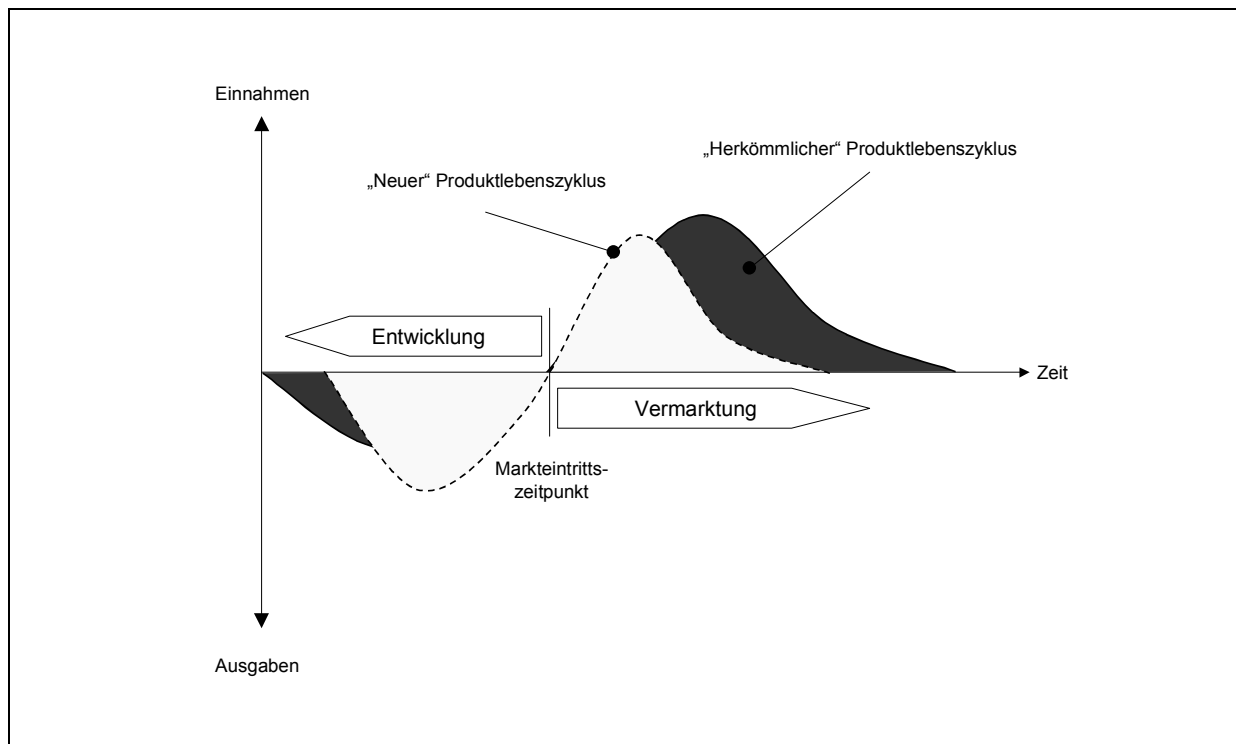 Einnahmen
„Herkömmlicher“ Produktlebenszyklus
„Neuer“ Produktlebenszyklus
Entwicklung
Zeit
Vermarktung
Markteintritts-
zeitpunkt
Ausgaben